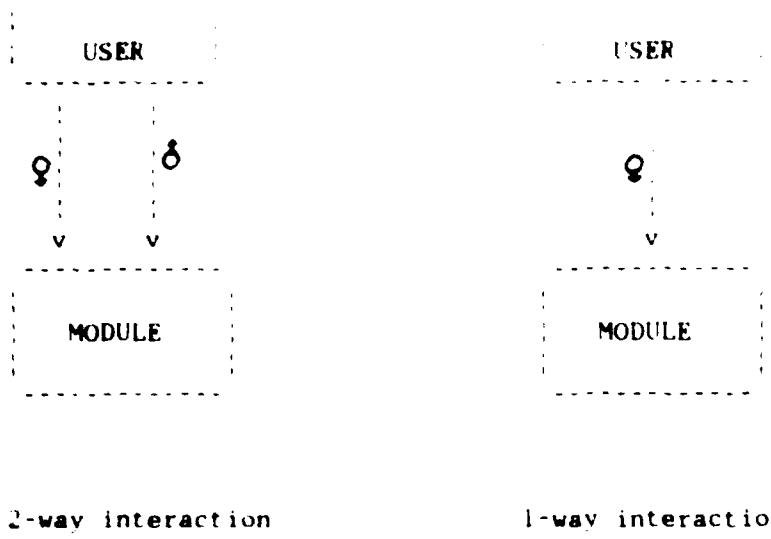 USER
USER
MODULE
MODULE
2-way interaction
1-way interactio